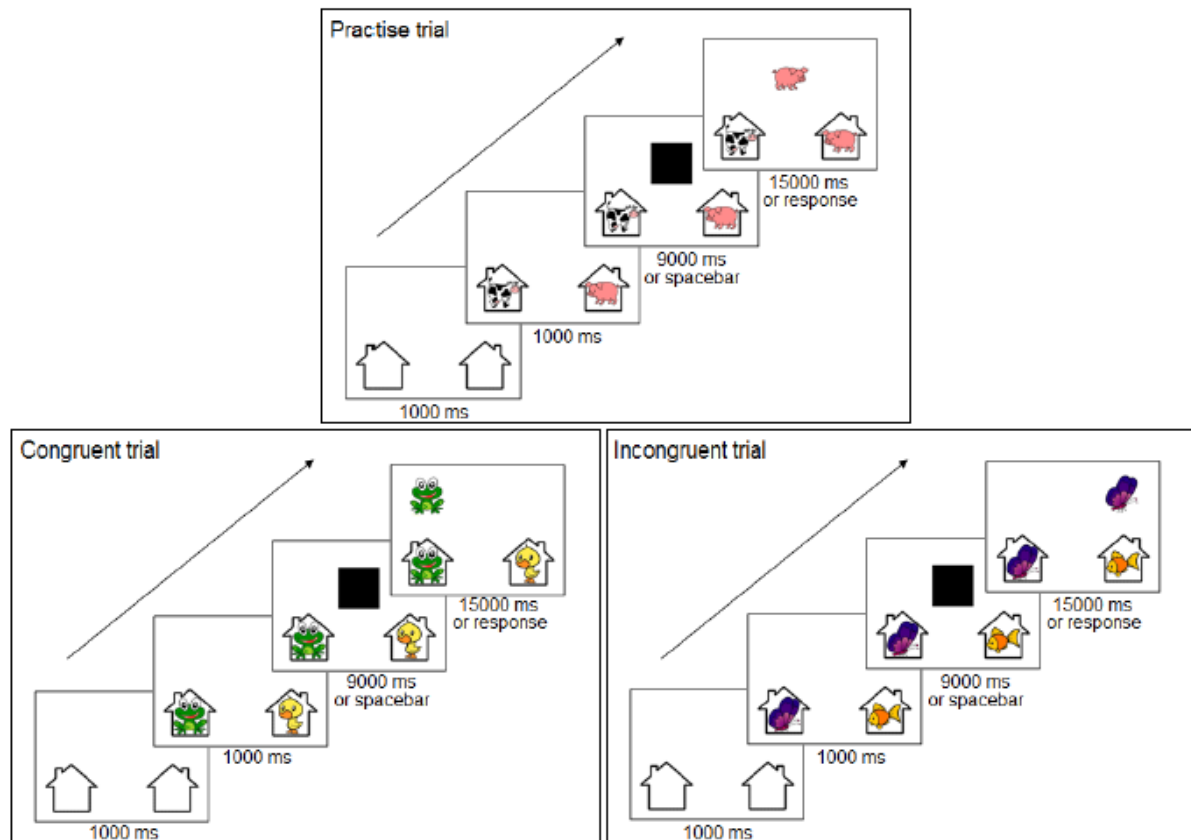 Practise trial
15000 ms
or response
9000 ms
or spacebar
1000 ms
1000 ms
Congruent trial
15000 ms
or response
9000 ms
or spacebar
1000 ms
1000 ms
Incongruent trial
15000 ms
or response
9000 ms
or spacebar
1000 ms
1000 ms